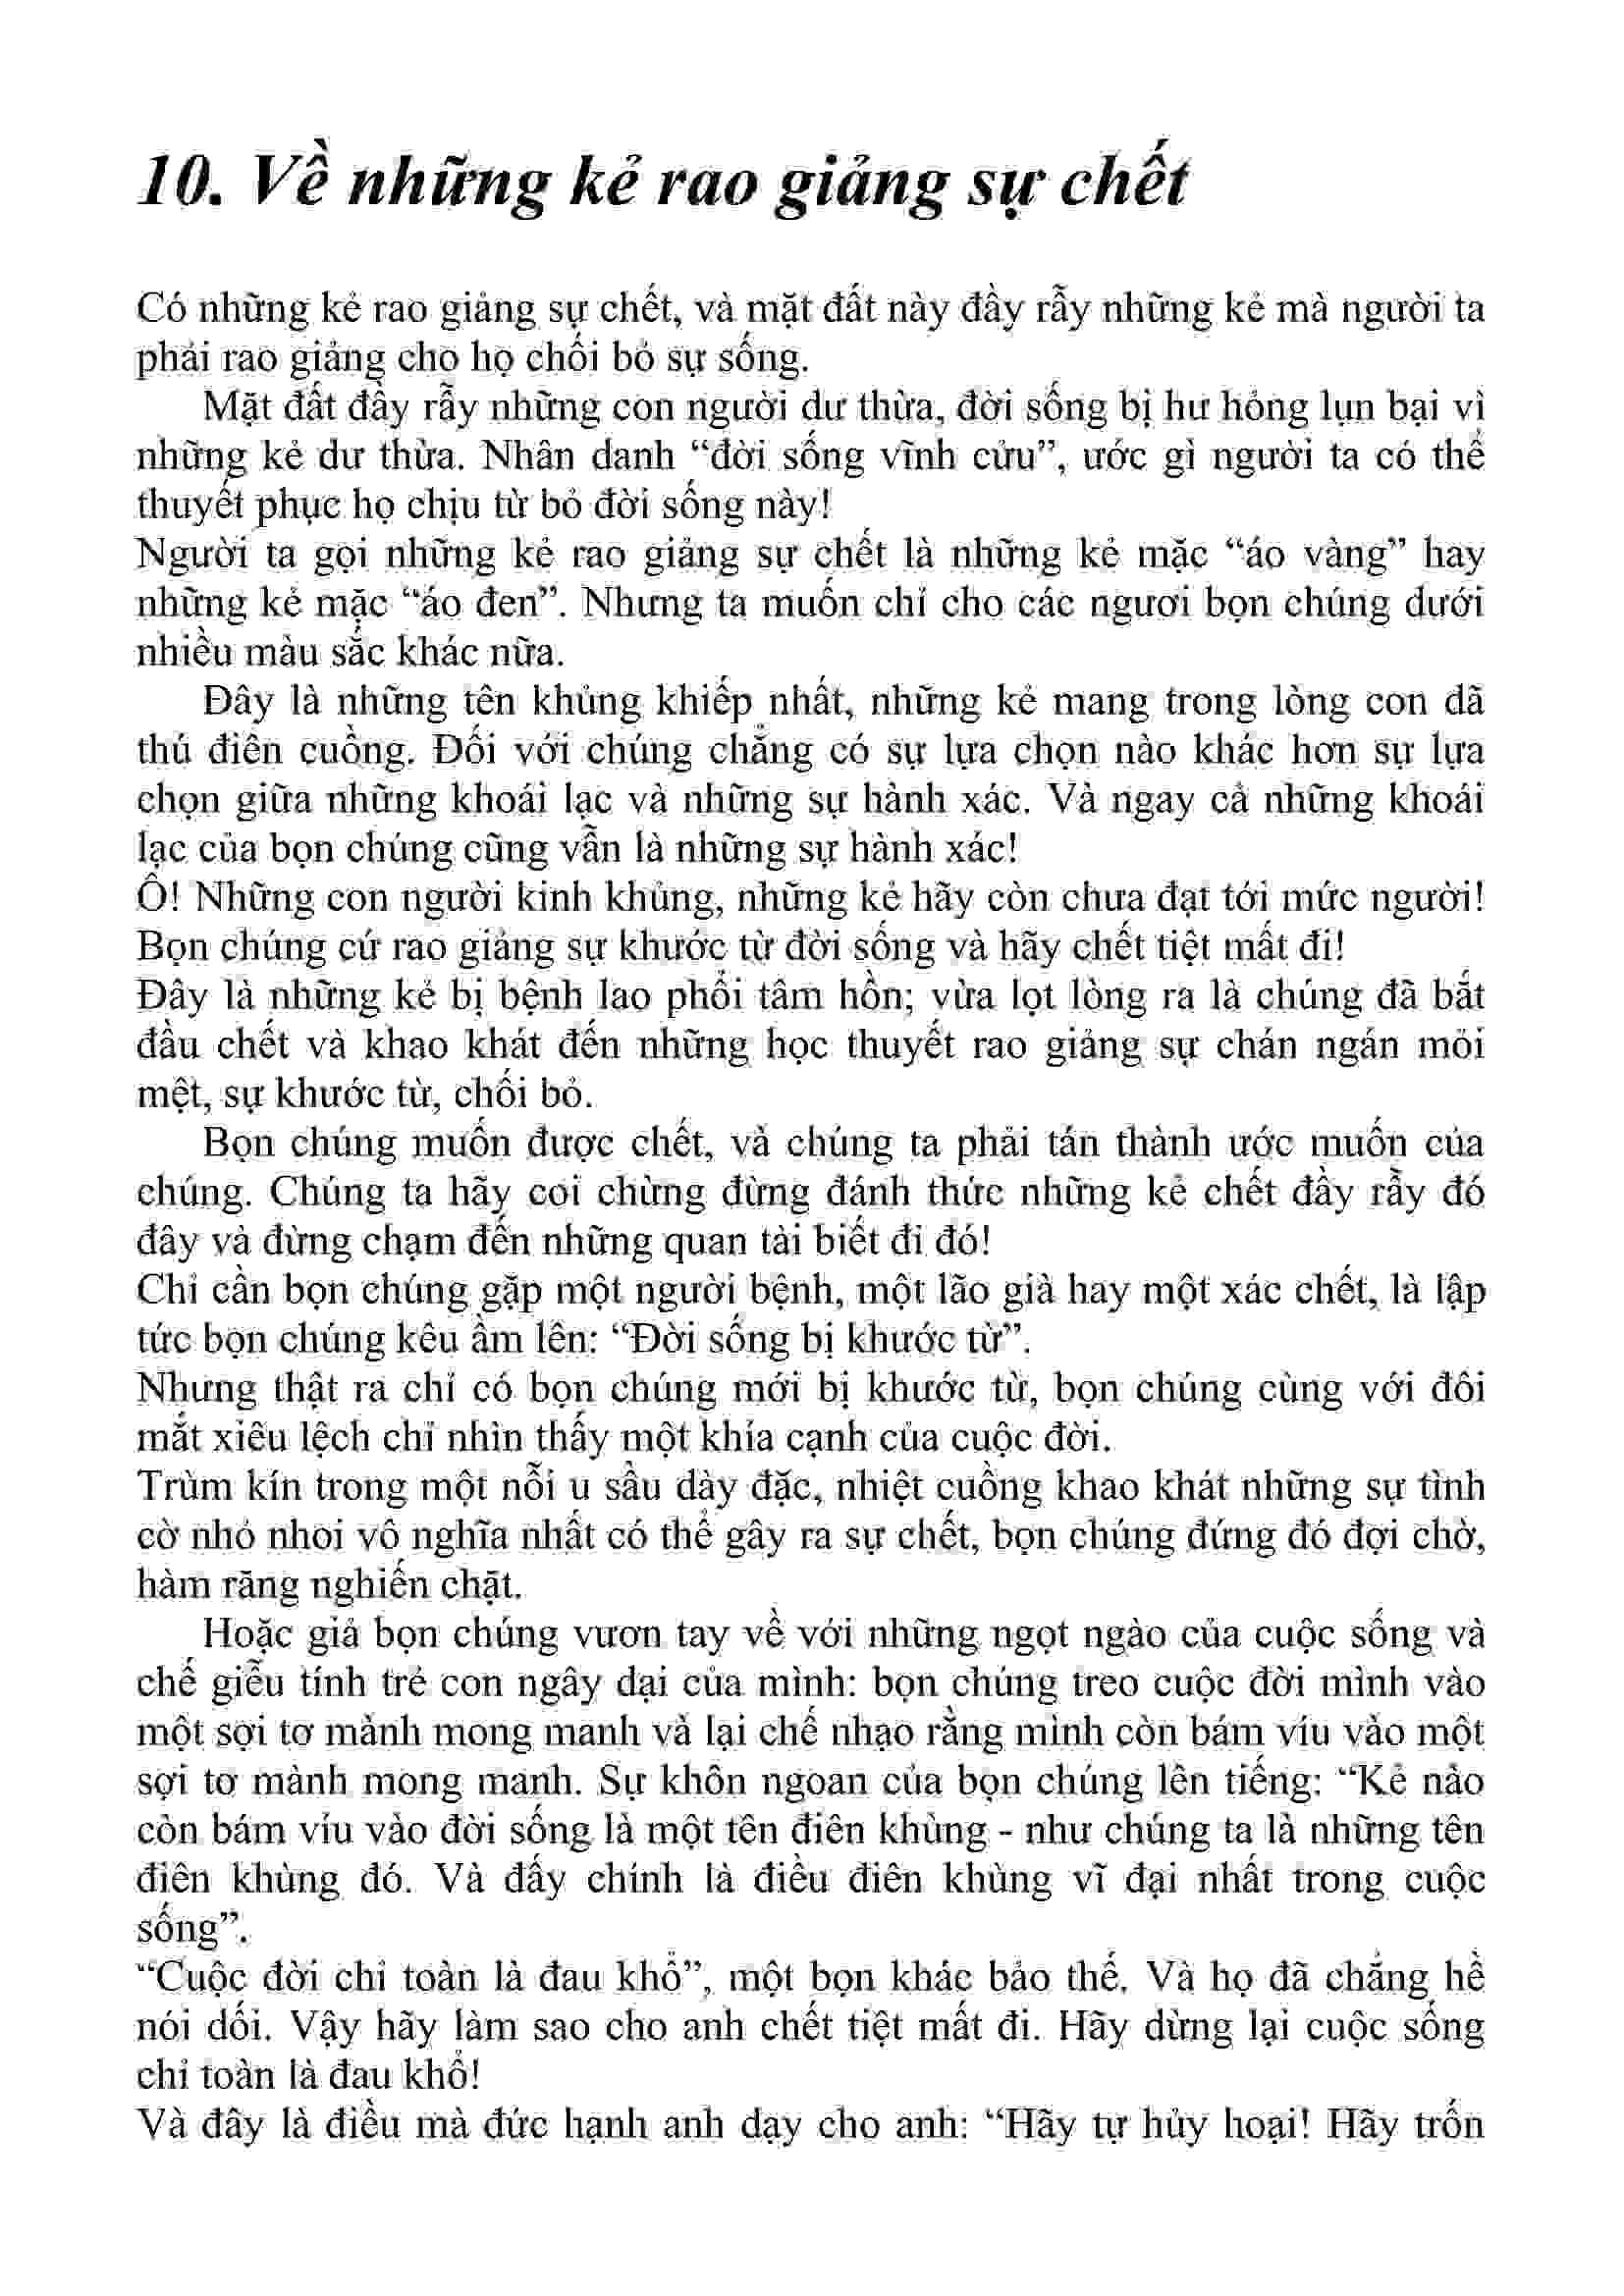 10. Về những kẻ rao giảng sự chết
Có những kẻ rao giảng sự chết, và mặt đất này đầy rẫy những kẻ mà người ta
phải rao giảng cho họ chối bỏ sự sống.
Mặt đất đầy rẫy những con người dư thừa, đời sống bị hư hỏng lụn bại vì
những kẻ dư thừa. Nhân danh “đời sống vĩnh cửu”, ước gì người ta có thể
thuyết phục họ chịu từ bỏ đời sống này!
Người ta gọi những kẻ rao giảng sự chết là những kẻ mặc “áo vàng” hay
những kẻ mặc “áo đen”. Nhưng ta muốn chỉ cho các ngươi bọn chúng dưới
nhiều màu sắc khác nữa.
Đây là những tên khủng khiếp nhất, những kẻ mang trong lòng con dã
thú điên cuồng. Đối với chúng chẳng có sự lựa chọn nào khác hơn sự lựa
chọn giữa những khoái lạc và những sự hành xác. Và ngay cả những khoái
lạc của bọn chúng cũng vẫn là những sự hành xác!
Ô! Những con người kinh khủng, những kẻ hãy còn chưa đạt tới mức người!
Bọn chúng cứ rao giảng sự khước từ đời sống và hãy chết tiệt mất đi!
Đây là những kẻ bị bệnh lao phổi tâm hồn; vừa lọt lòng ra là chúng đã bắt
đầu chết và khao khát đến những học thuyết rao giảng sự chán ngán mỏi
mệt, sự khước từ, chối bỏ.
Bọn chúng muốn được chết, và chúng ta phải tán thành ước muốn của
chúng. Chúng ta hãy coi chừng đừng đánh thức những kẻ chết đầy rẫy đó
đây và đừng chạm đến những quan tài biết đi đó!
Chỉ cần bọn chúng gặp một người bệnh, một lão già hay một xác chết, là lập
tức bọn chúng kêu ầm lên: “Đời sống bị khước từ”.
Nhưng thật ra chỉ có bọn chúng mới bị khước từ, bọn chúng cùng với đôi
mắt xiêu lệch chỉ nhìn thấy một khía cạnh của cuộc đời.
Trùm kín trong một nỗi u sầu dày đặc, nhiệt cuồng khao khát những sự tình
cờ nhỏ nhoi vô nghĩa nhất có thể gây ra sự chết, bọn chúng đứng đó đợi chờ,
hàm răng nghiến chặt.
Hoặc giả bọn chúng vươn tay về với những ngọt ngào của cuộc sống và
chế giễu tính trẻ con ngây dại của mình: bọn chúng treo cuộc đời mình vào
một sợi tơ mành mong manh và lại chế nhạo rằng mình còn bám víu vào một
sợi tơ mành mong manh. Sự khôn ngoan của bọn chúng lên tiếng: “Kẻ nào
còn bám víu vào đời sống là một tên điên khùng - như chúng ta là những tên
điên khùng đó. Và đấy chính là điều điên khùng vĩ đại nhất trong cuộc
sống”.
“Cuộc đời chỉ toàn là đau khổ”, một bọn khác bảo thế. Và họ đã chẳng hề
nói dối. Vậy hãy làm sao cho anh chết tiệt mất đi. Hãy dừng lại cuộc sống
chỉ toàn là đau khổ!
Và đây là điều mà đức hạnh anh dạy cho anh: “Hãy tự hủy hoại! Hãy trốn